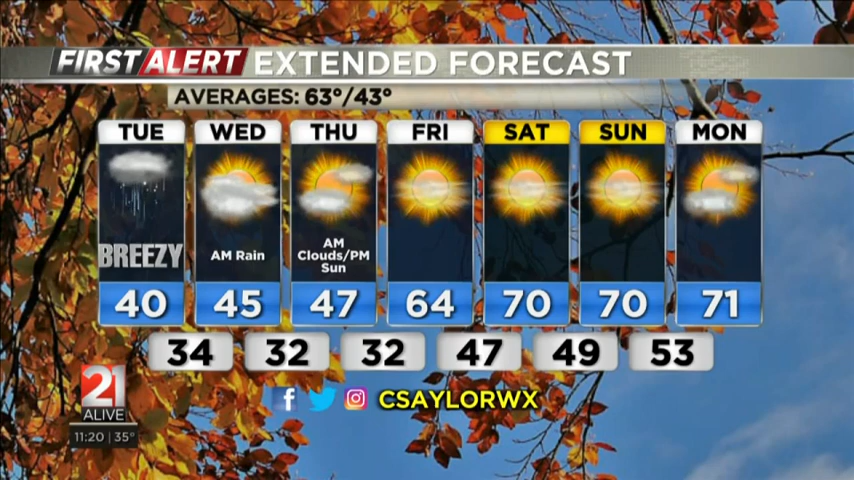 FIRST ALERT EXTENDED FORECAST
AVERAGES: 63°/43°
TUE WED THU FRI SAT SUN MON
BREEZY
AM Rain
AM
Clouds/PM
Sun
40 45 47 64 70 70 71
34 32 32 47 49 53
21
ALIVE
CSAYLORWX
11:20 35°